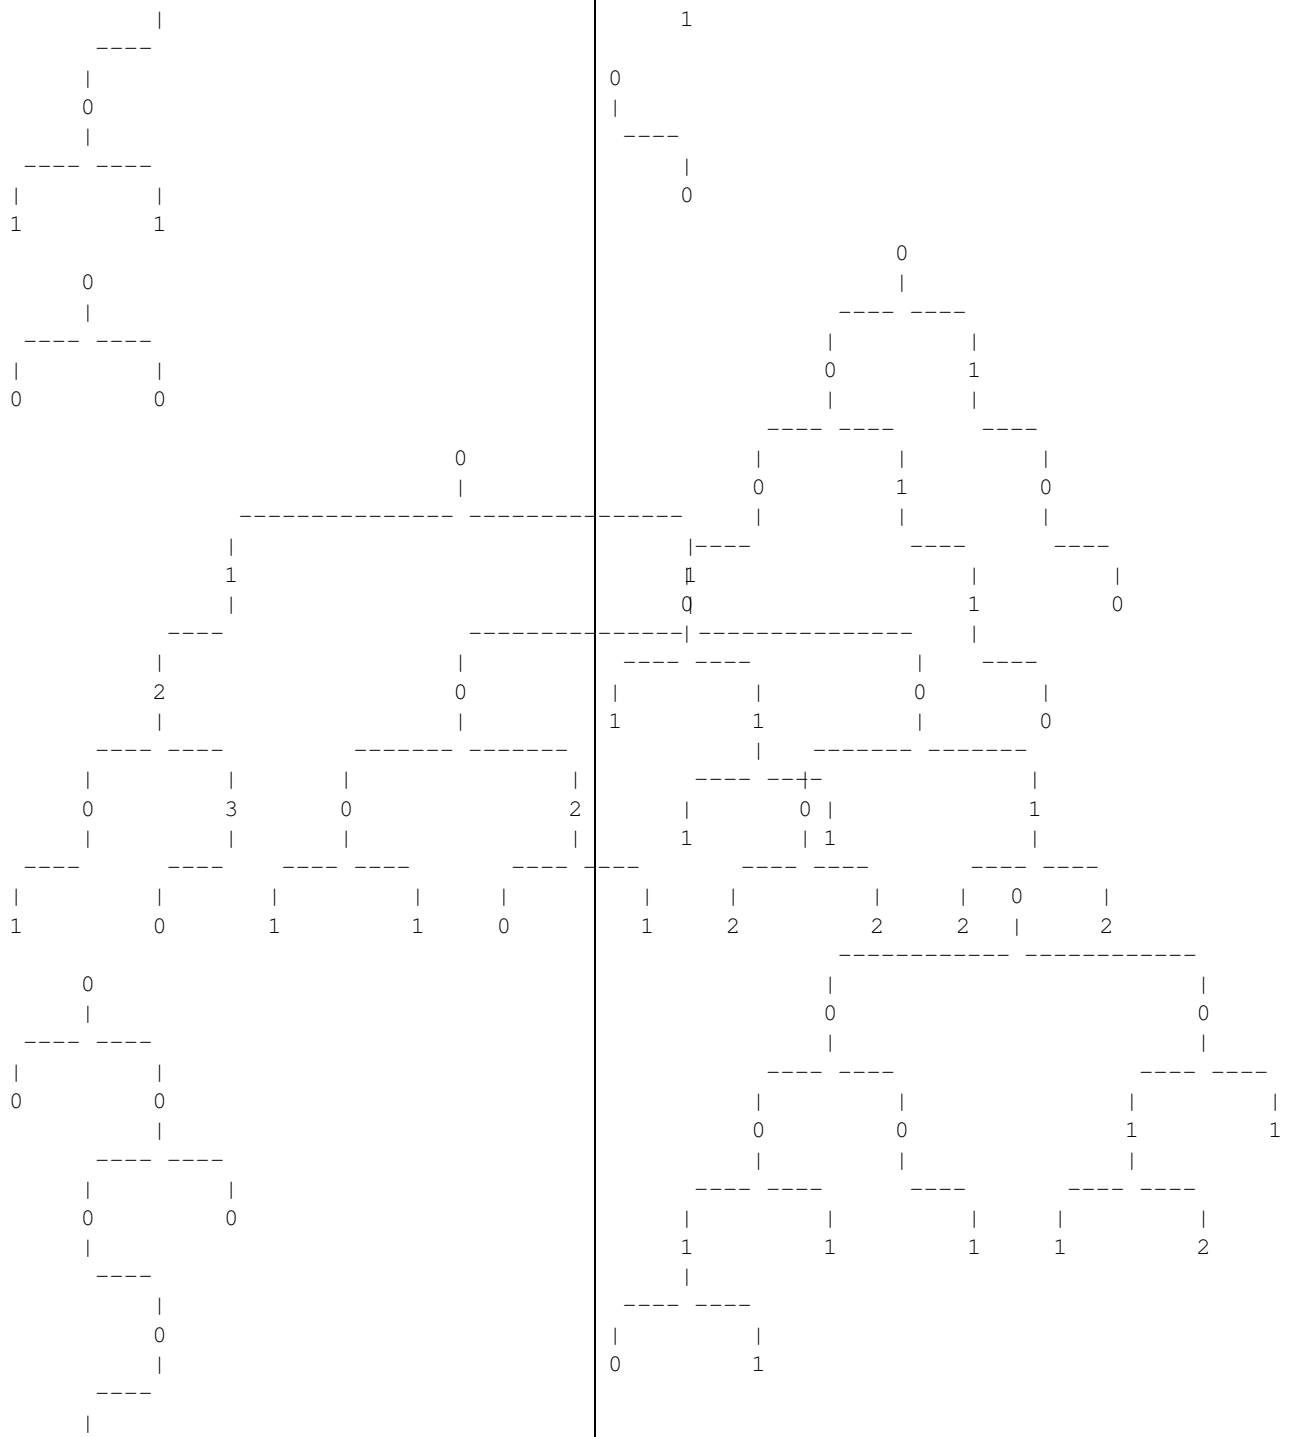 |
----
|
0
|
---- ----
| |
1 1
0
|
---- ----
| |
0 0
0
|
--------------- ---------------
| |
1 1
| |
---- --------------- ---------------
| | |
2 0 0
| | |
---- ---- ------- ------- ------- -------
| | | | | |
0 3 0 2 0 1
| | | | | |
---- ---- ---- ---- ---- ---- ---- ---- ---- ----
| | | | | | | | | |
1 0 1 1 0 1 2 2 2 2
0
|
---- ----
| |
0 0
|
---- ----
| |
0 0
|
----
|
0
|
----
|
1
0
|
----
|
0
0
|
---- ----
| |
0 1
| |
---- ---- ----
| | |
0 1 0
| | |
---- ---- ----
| | |
0 1 0
| |
---- ---- ----
| | |
1 1 0
|
---- ----
| |
1 1
0
|
------------ ------------
| |
0 0
| |
---- ---- ---- ----
| | | |
0 0 1 1
| | |
---- ---- ---- ---- ----
| | | | |
1 1 1 1 2
|
---- ----
| |
0 1